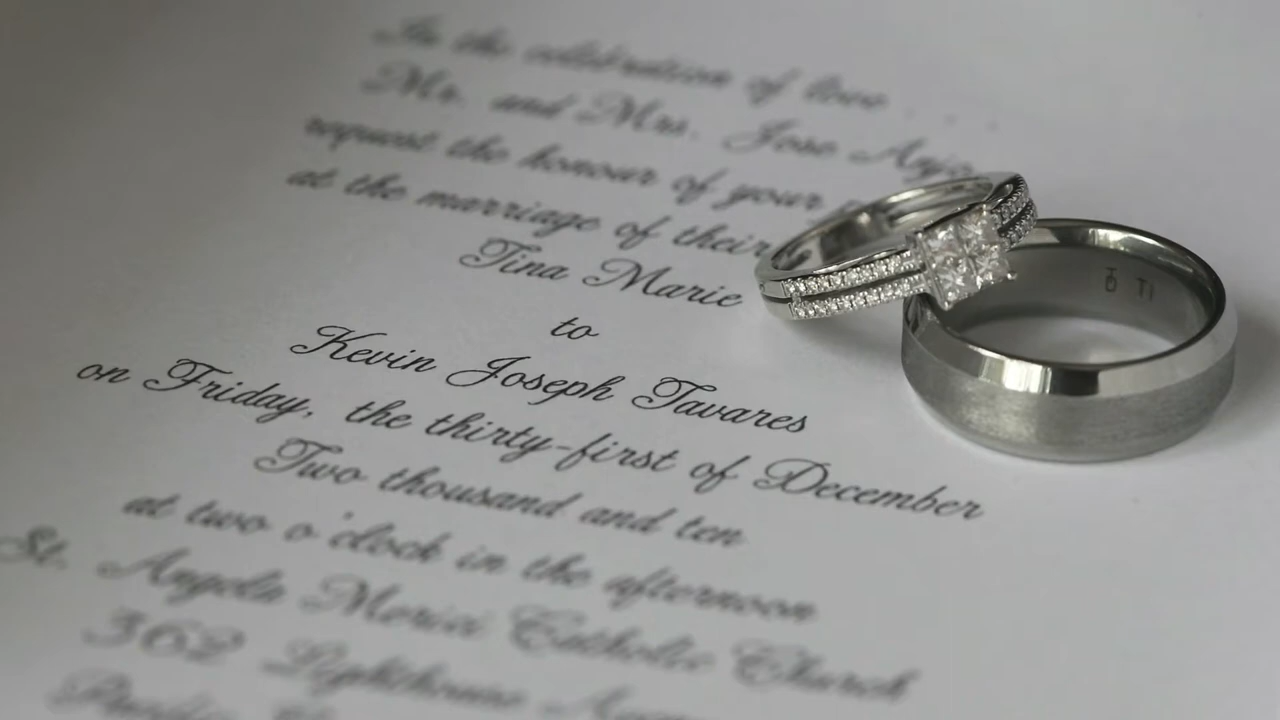 In the celebration of love
Mr. and Mrs. Jose
request the honour of your
at the marriage of their
Tina Marie
to
Kevin Joseph Tavares
on Friday, the thirty-first of December
Two thousand and ten
at two o'clock in the afternoon
St. Angela Merici Catholic Church
362 Lighthouse
TI